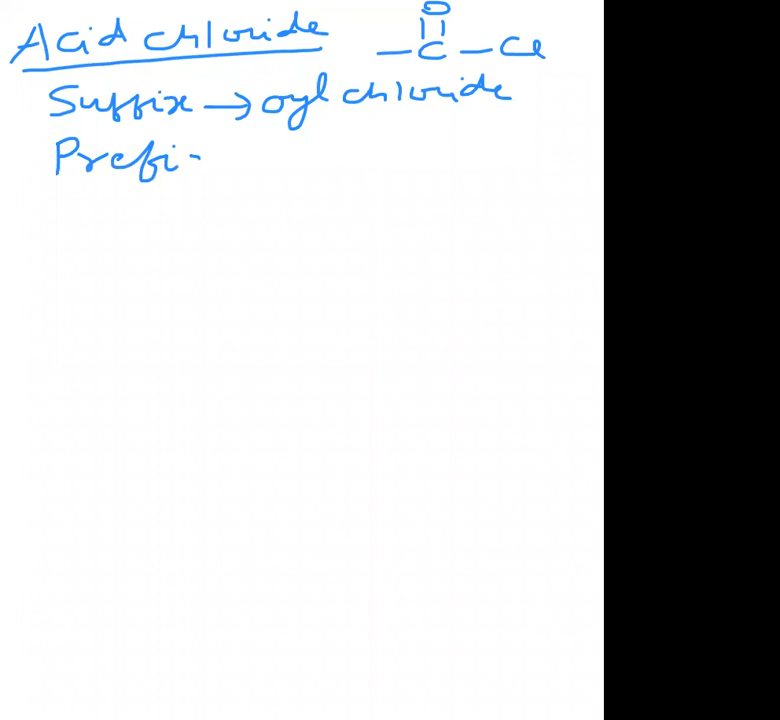 Acid chloride —C(=O)—Cl
Suffix → oyl chloride
Prefi-